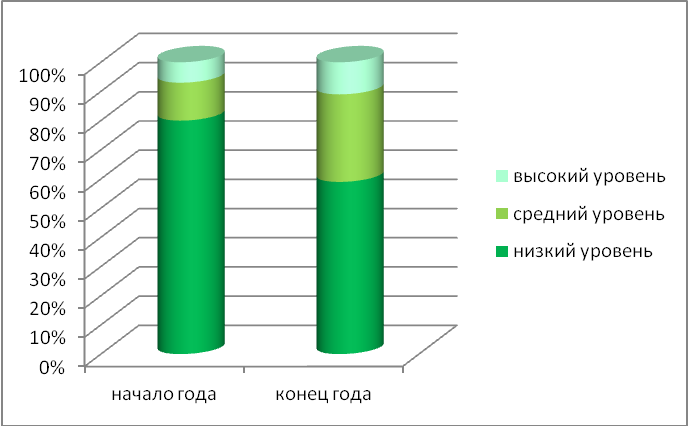 100%
90%
80%
70%
60%
50%
40%
30%
20%
10%
0%
начало года
конец года
высокий уровень
средний уровень
низкий уровень